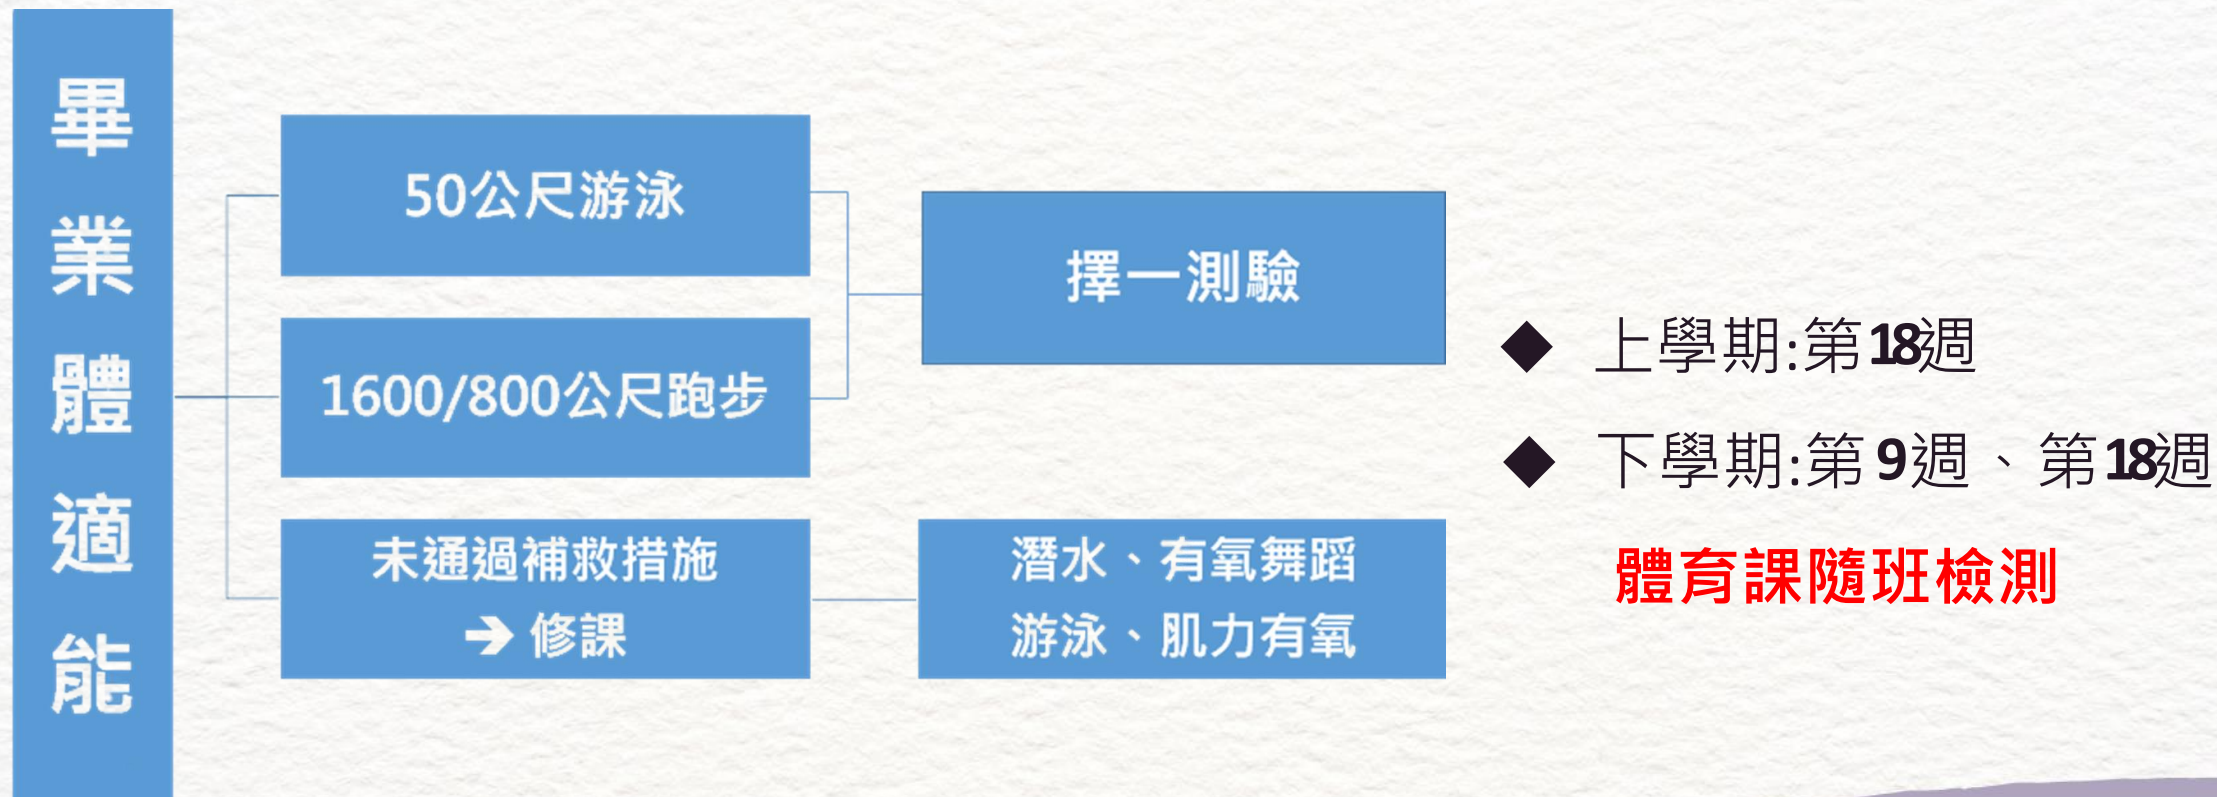 畢業體適能
50公尺游泳
1600/800公尺跑步
擇一測驗
未通過補救措施
➔ 修課
潛水、有氧舞蹈
游泳、肌力有氧
◆ 上學期:第18週
◆ 下學期:第9週、第18週
體育課隨班檢測